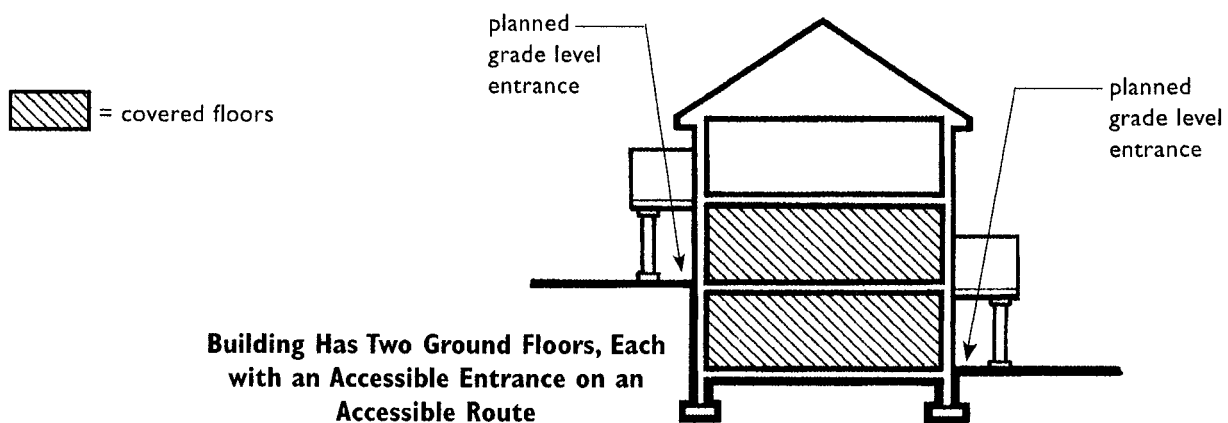 planned
grade level
entrance
= covered floors
planned
grade level
entrance
Building Has Two Ground Floors, Each
with an Accessible Entrance on an
Accessible Route